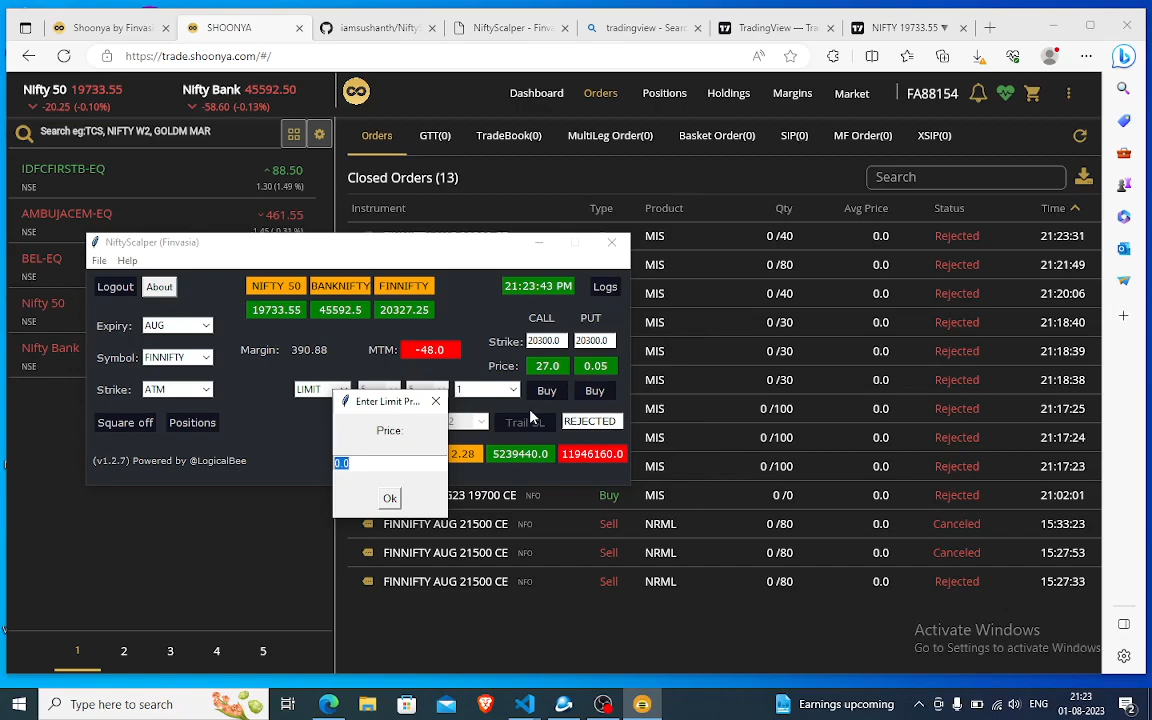 Shoonya by Finvasi
SHOONYA
iamsushanth/Nifty
NiftyScalper - Finva
tradingview - Sear
TradingView — Tra
NIFTY 19733.55 ▼
https://trade.shoonya.com/#/
Nifty 50 19733.55
-20.25 (-0.10%)
Nifty Bank 45592.50
-58.60 (-0.13%)
Dashboard Orders Positions Holdings Margins Market FA88154
Search eg:TCS, NIFTY W2, GOLDM MAR
Orders GTT(0) TradeBook(0) MultiLeg Order(0) Basket Order(0) SIP(0) MF Order(0) XSIP(0)
IDFCFIRSTB-EQ 88.50
NSE 1.30 (1.49 %)
AMBUJACEM-EQ 461.55
NSE
BEL-EQ
NSE
Nifty 50
NSE
Nifty Bank
NSE
1 2 3 4 5
Closed Orders (13)
Search
Instrument Type Product Qty Avg Price Status Time
MIS 0 /40 0.0 Rejected 21:23:31
MIS 0 /80 0.0 Rejected 21:21:49
MIS 0 /40 0.0 Rejected 21:20:06
MIS 0 /30 0.0 Rejected 21:18:40
MIS 0 /30 0.0 Rejected 21:18:39
MIS 0 /30 0.0 Rejected 21:18:38
MIS 0 /100 0.0 Rejected 21:17:25
MIS 0 /100 0.0 Rejected 21:17:24
MIS 0 /100 0.0 Rejected 21:17:23
G23 19700 CE NFO Buy MIS 0 /0 0.0 Rejected 21:02:01
FINNIFTY AUG 21500 CE NFO Sell NRML 0 /80 0.0 Canceled 15:33:23
FINNIFTY AUG 21500 CE NFO Sell NRML 0 /80 0.0 Canceled 15:27:53
FINNIFTY AUG 21500 CE NFO Sell NRML 0 /80 0.0 Rejected 15:27:33
NiftyScalper (Finvasia)
File Help
Logout About NIFTY 50 BANKNIFTY FINNIFTY 21:23:43 PM Logs
19733.55 45592.5 20327.25
CALL PUT
Expiry: AUG
Strike: 20300.0 20300.0
Symbol: FINNIFTY Margin: 390.88 MTM: -48.0
Price: 27.0 0.05
Strike: ATM LIMIT 1 Buy Buy
Square off Positions 2 Trail SL REJECTED
(v1.2.7) Powered by @LogicalBee 2.28 5239440.0 11946160.0
Enter Limit Pr...
Price:
0.0
Ok
Activate Windows
Go to Settings to activate Windows
Type here to search
Earnings upcoming
ENG
21:23
01-08-2023
2